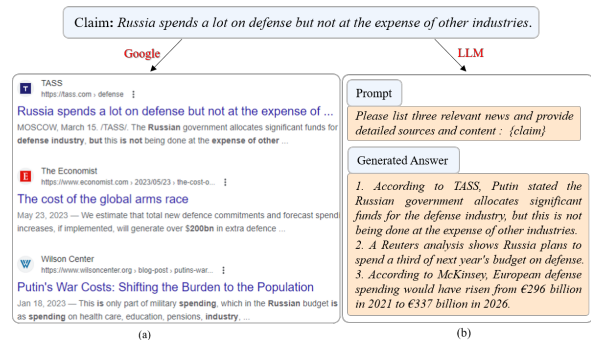 Claim: Russia spends a lot on defense but not at the expense of other industries.
Google
LLM
TASS
https://tass.com › defense
Russia spends a lot on defense but not at the expense of ...
MOSCOW, March 15. /TASS/. The Russian government allocates significant funds for
defense industry, but this is not being done at the expense of other ...
The Economist
https://www.economist.com › 2023/05/23 › the-cost-o...
The cost of the global arms race
May 23, 2023 — We estimate that total new defence commitments and forecast spendi
increases, if implemented, will generate over $200bn in extra defence ...
Wilson Center
https://www.wilsoncenter.org › blog-post › putins-war...
Putin's War Costs: Shifting the Burden to the Population
Jan 18, 2023 — This is only part of military spending, which in the Russian budget is
as spending on health care, education, pensions, industry, ...
(a)
Prompt
Please list three relevant news and provide
detailed sources and content : {claim}
Generated Answer
1. According to TASS, Putin stated the
Russian government allocates significant
funds for the defense industry, but this is not
being done at the expense of other industries.
2. A Reuters analysis shows Russia plans to
spend a third of next year's budget on defense.
3. According to McKinsey, European defense
spending would have risen from €296 billion
in 2021 to €337 billion in 2026.
(b)